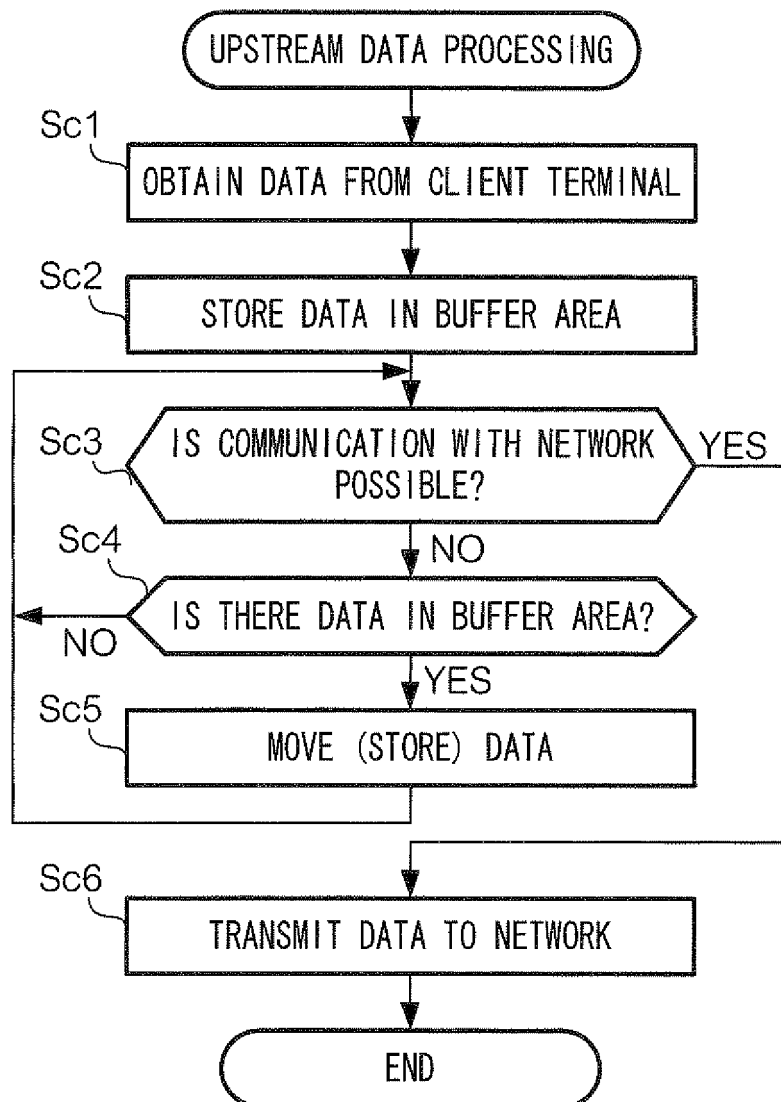 UPSTREAM DATA PROCESSING
Sc1
OBTAIN DATA FROM CLIENT TERMINAL
Sc2
STORE DATA IN BUFFER AREA
Sc3
IS COMMUNICATION WITH NETWORK
POSSIBLE?
YES
NO
Sc4
IS THERE DATA IN BUFFER AREA?
NO
YES
Sc5
MOVE (STORE) DATA
Sc6
TRANSMIT DATA TO NETWORK
END